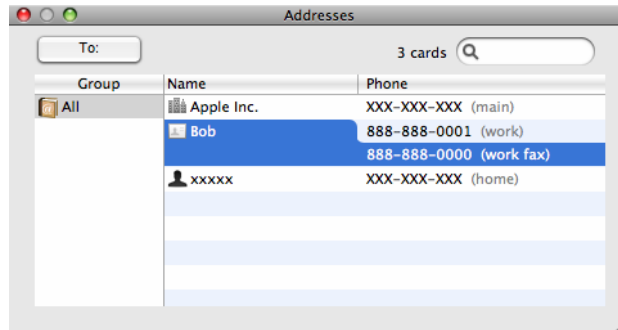 Addresses
To:
3 cards
Group Name Phone
All Apple Inc. XXX-XXX-XXX (main)
Bob 888-888-0001 (work)
888-888-0000 (work fax)
xxxxx XXX-XXX-XXX (home)